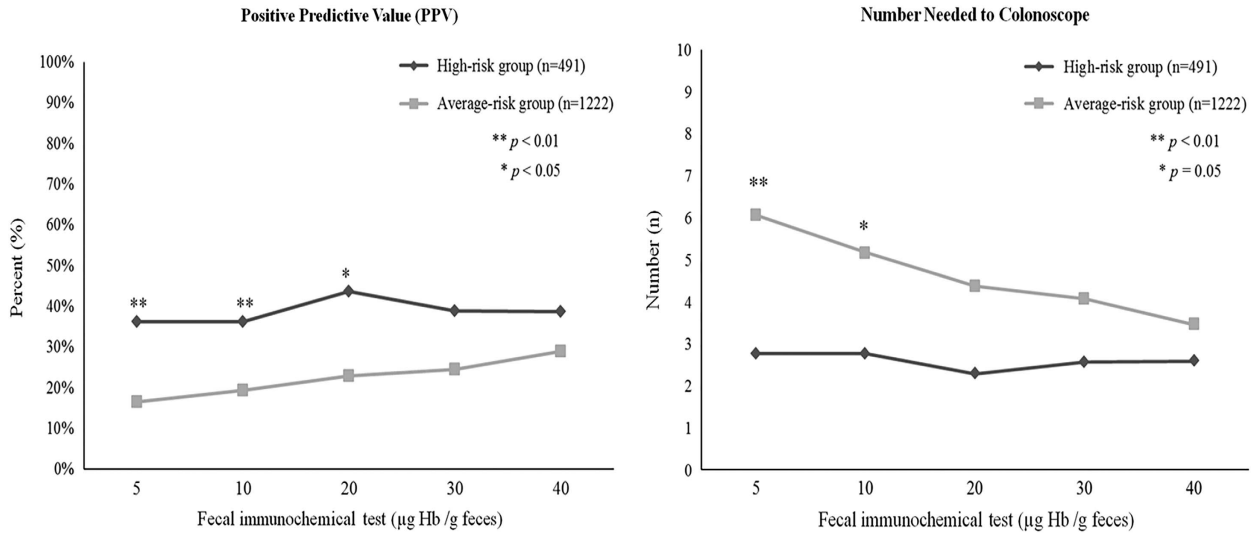 Positive Predictive Value (PPV)
100%
90%
80%
70%
60%
50%
40%
30%
20%
10%
0%
Percent (%)
High-risk group (n=491)
Average-risk group (n=1222)
** p < 0.01
* p < 0.05
**
**
*
5
10
20
30
40
Fecal immunochemical test (µg Hb /g feces)
Number Needed to Colonoscope
10
9
8
7
6
5
4
3
2
1
0
Number (n)
High-risk group (n=491)
Average-risk group (n=1222)
** p < 0.01
* p = 0.05
**
*
5
10
20
30
40
Fecal immunochemical test (µg Hb /g feces)